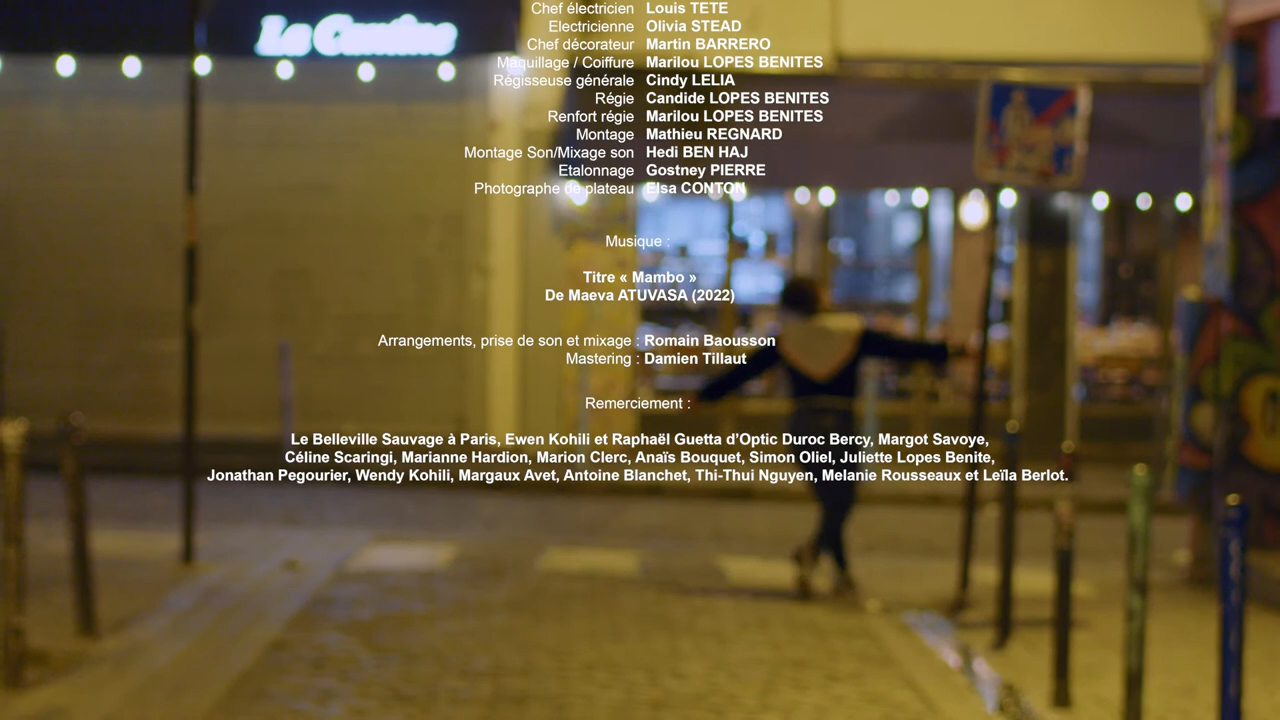 La Cantine
Chef électricien Louis TETE
Electricienne Olivia STEAD
Chef décorateur Martin BARRERO
Maquillage / Coiffure Marilou LOPES BENITES
Régisseuse générale Cindy LELIA
Régie Candide LOPES BENITES
Renfort régie Marilou LOPES BENITES
Montage Mathieu REGNARD
Montage Son/Mixage son Hedi BEN HAJ
Etalonnage Gostney PIERRE
Photographe de plateau Elsa CONTON
Musique :
Titre « Mambo »
De Maeva ATUVASA (2022)
Arrangements, prise de son et mixage : Romain Baousson
Mastering : Damien Tillaut
Remerciement :
Le Belleville Sauvage à Paris, Ewen Kohili et Raphaël Guetta d’Optic Duroc Bercy, Margot Savoye,
Céline Scaringi, Marianne Hardion, Marion Clerc, Anaïs Bouquet, Simon Oliel, Juliette Lopes Benite,
Jonathan Pegourier, Wendy Kohili, Margaux Avet, Antoine Blanchet, Thi-Thui Nguyen, Melanie Rousseaux et Leïla Berlot.